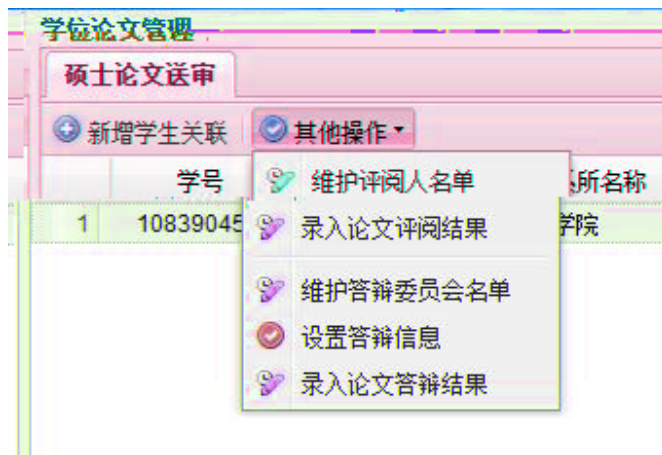 学位论文管理
硕士论文送审
新增学生关联 其他操作
学号 所名称
1 10839045 学院
维护评阅人名单
录入论文评阅结果
维护答辩委员会名单
设置答辩信息
录入论文答辩结果